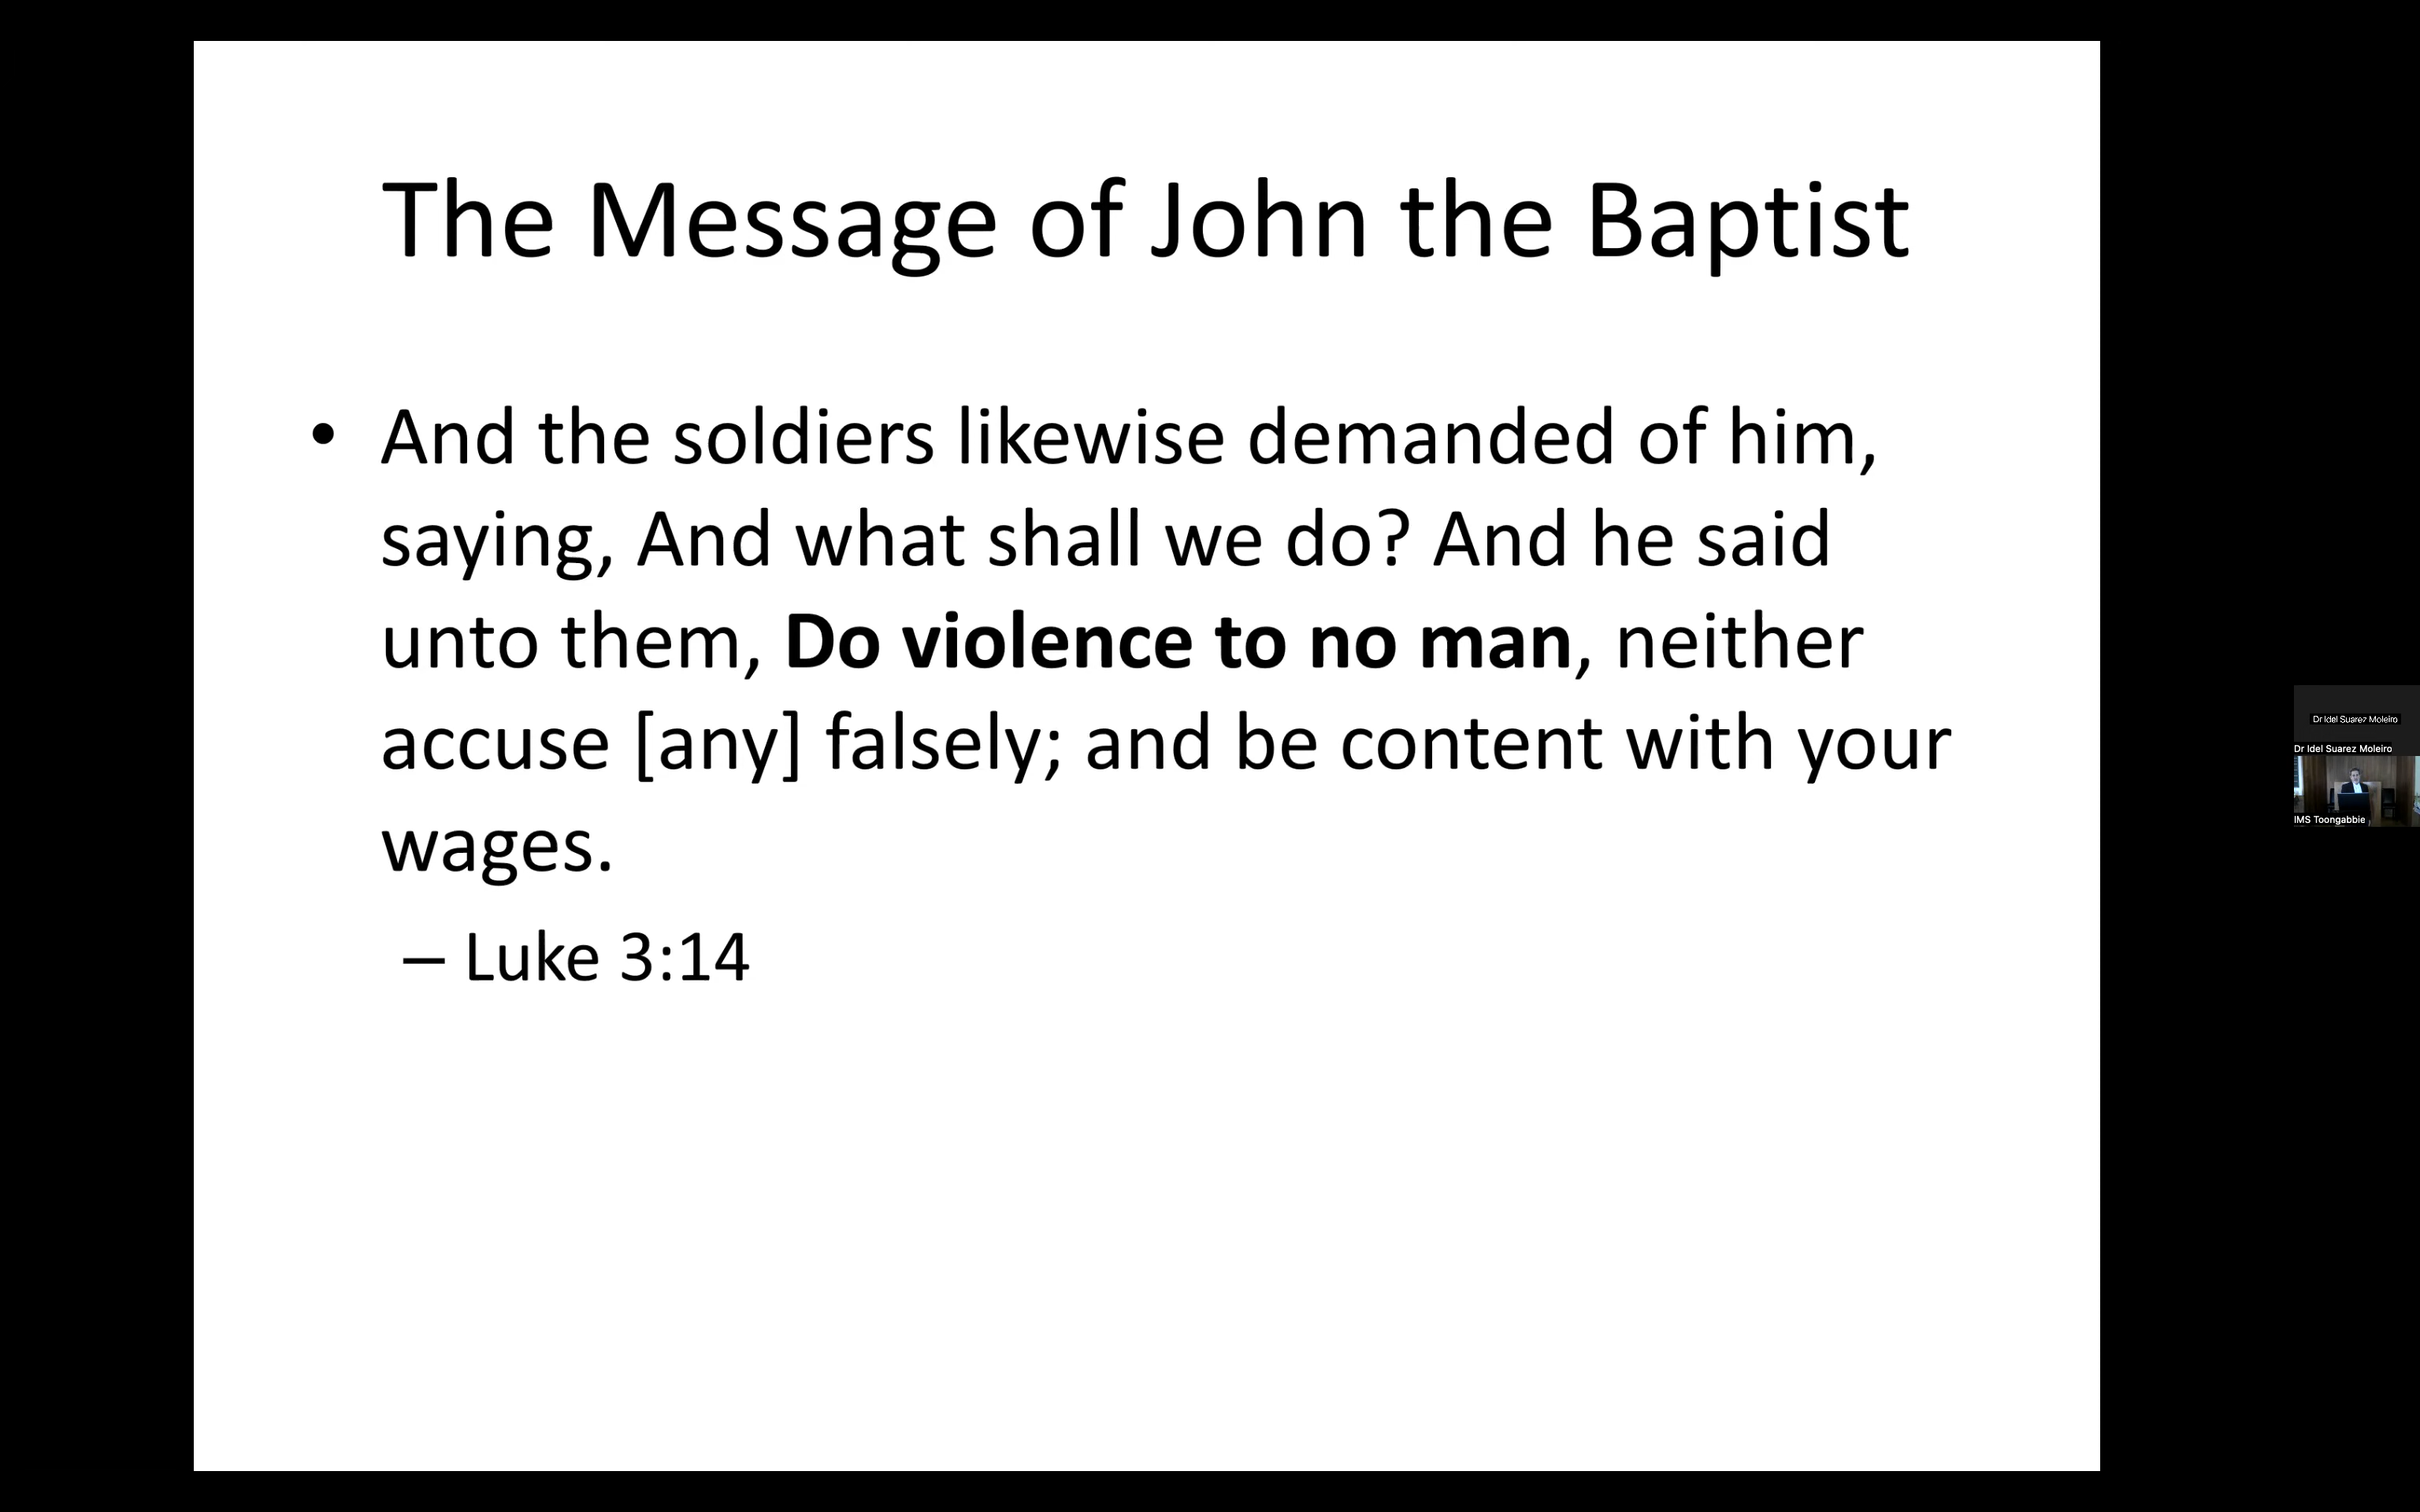 The Message of John the Baptist
• And the soldiers likewise demanded of him,
saying, And what shall we do? And he said
unto them, Do violence to no man, neither
accuse [any] falsely; and be content with your
wages.
– Luke 3:14
Dr Idel Suarez Moleiro
Dr Idel Suarez Moleiro
IMS Toongabbie